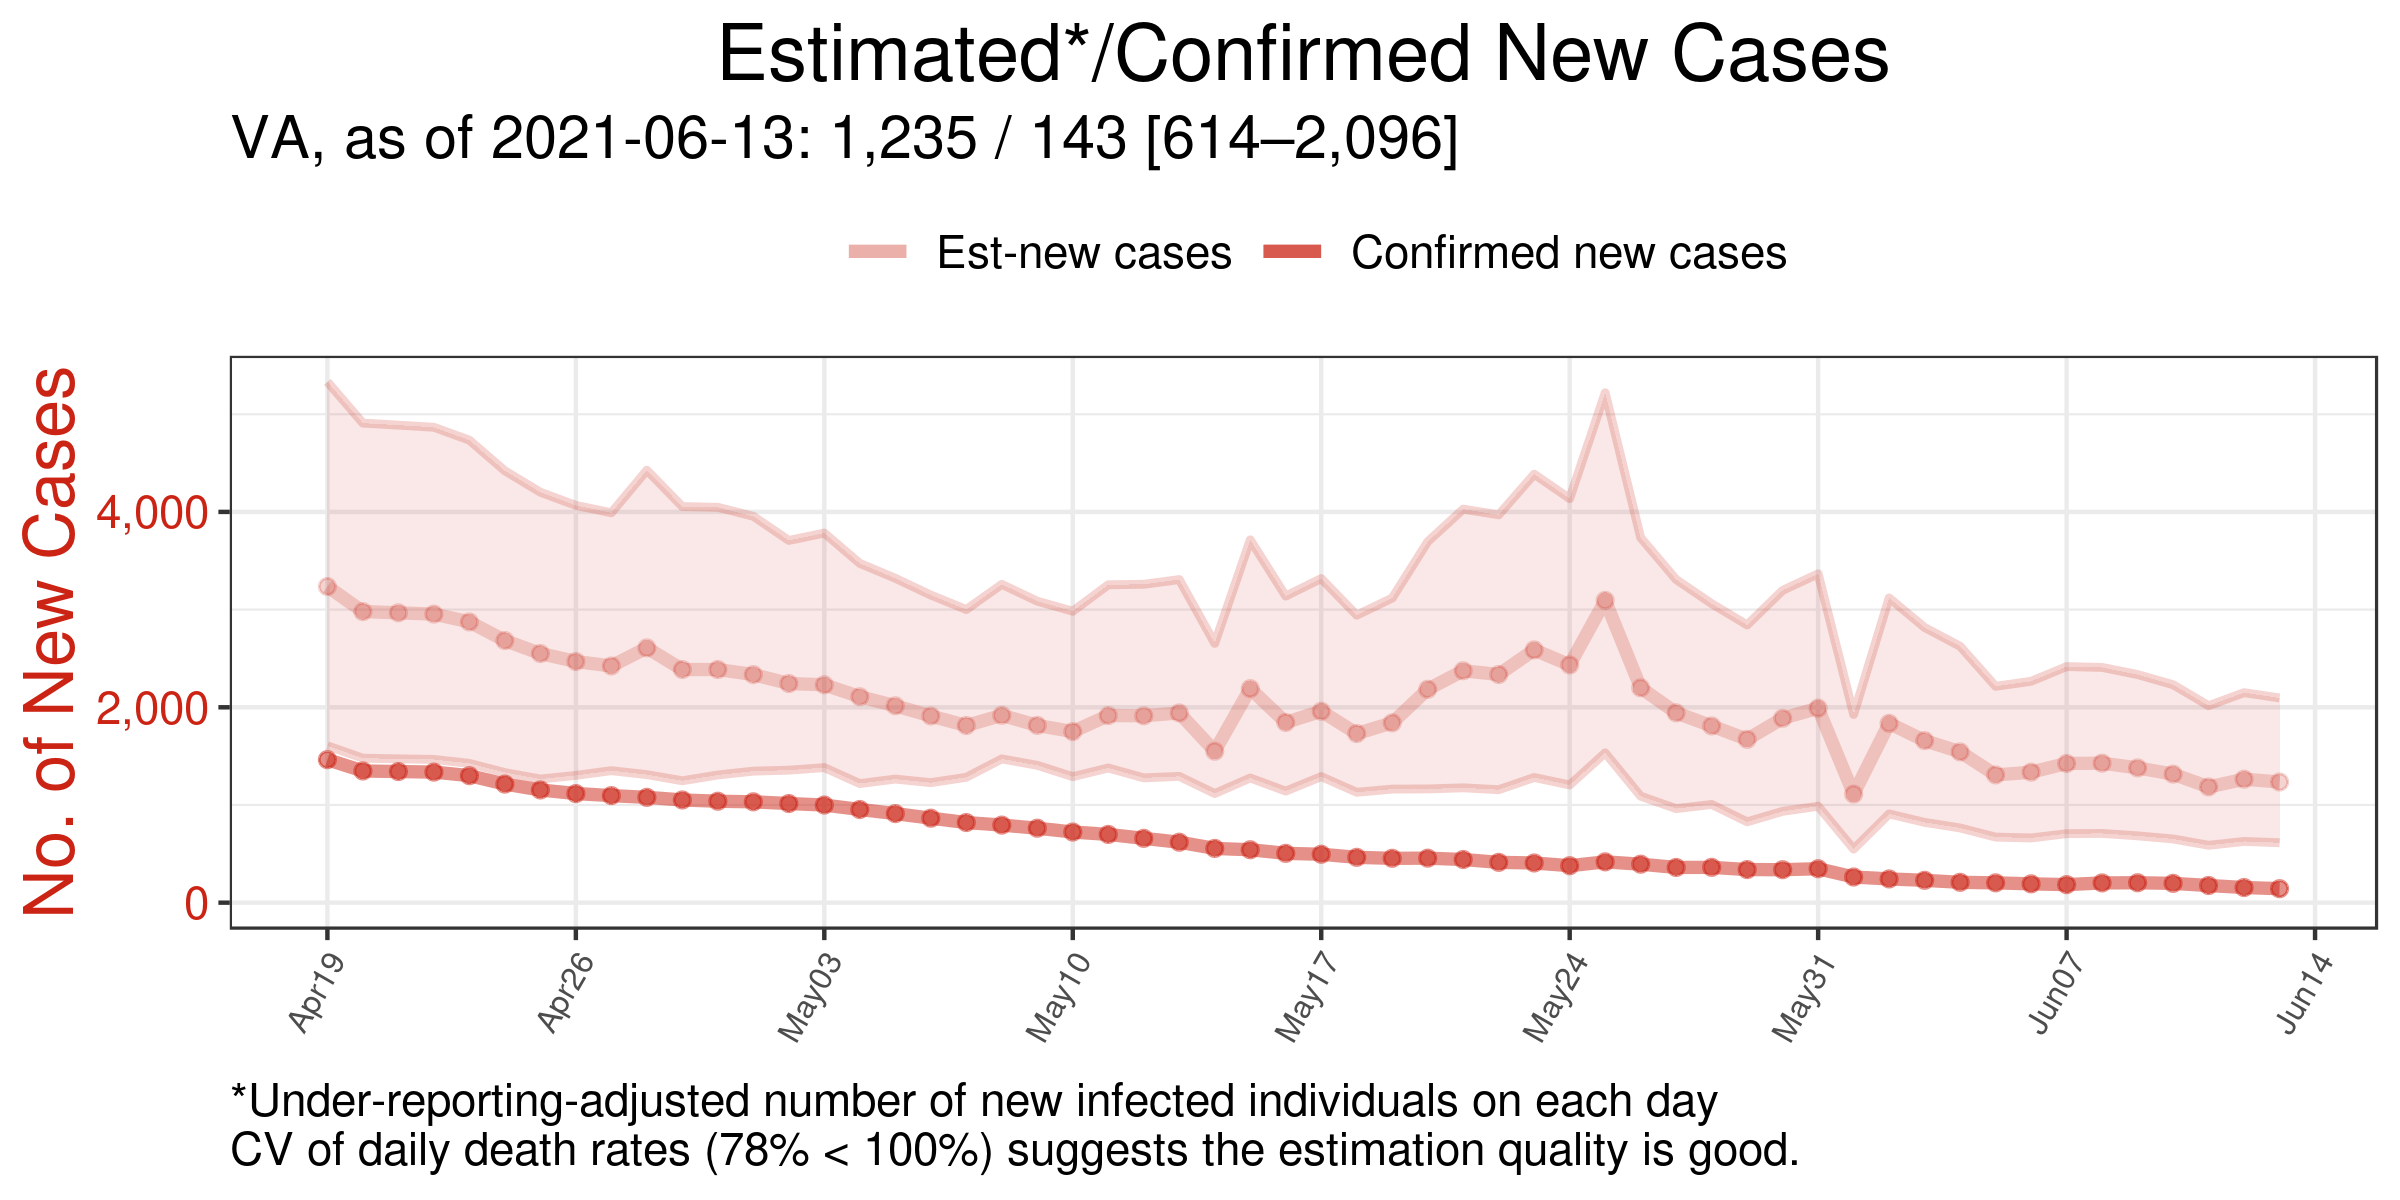 Estimated*/Confirmed New Cases
VA, as of 2021-06-13: 1,235 / 143 [614–2,096]
Est-new cases
Confirmed new cases
No. of New Cases
4,000
2,000
0
Apr19
Apr26
May03
May10
May17
May24
May31
Jun07
Jun14
*Under-reporting-adjusted number of new infected individuals on each day
CV of daily death rates (78% < 100%) suggests the estimation quality is good.